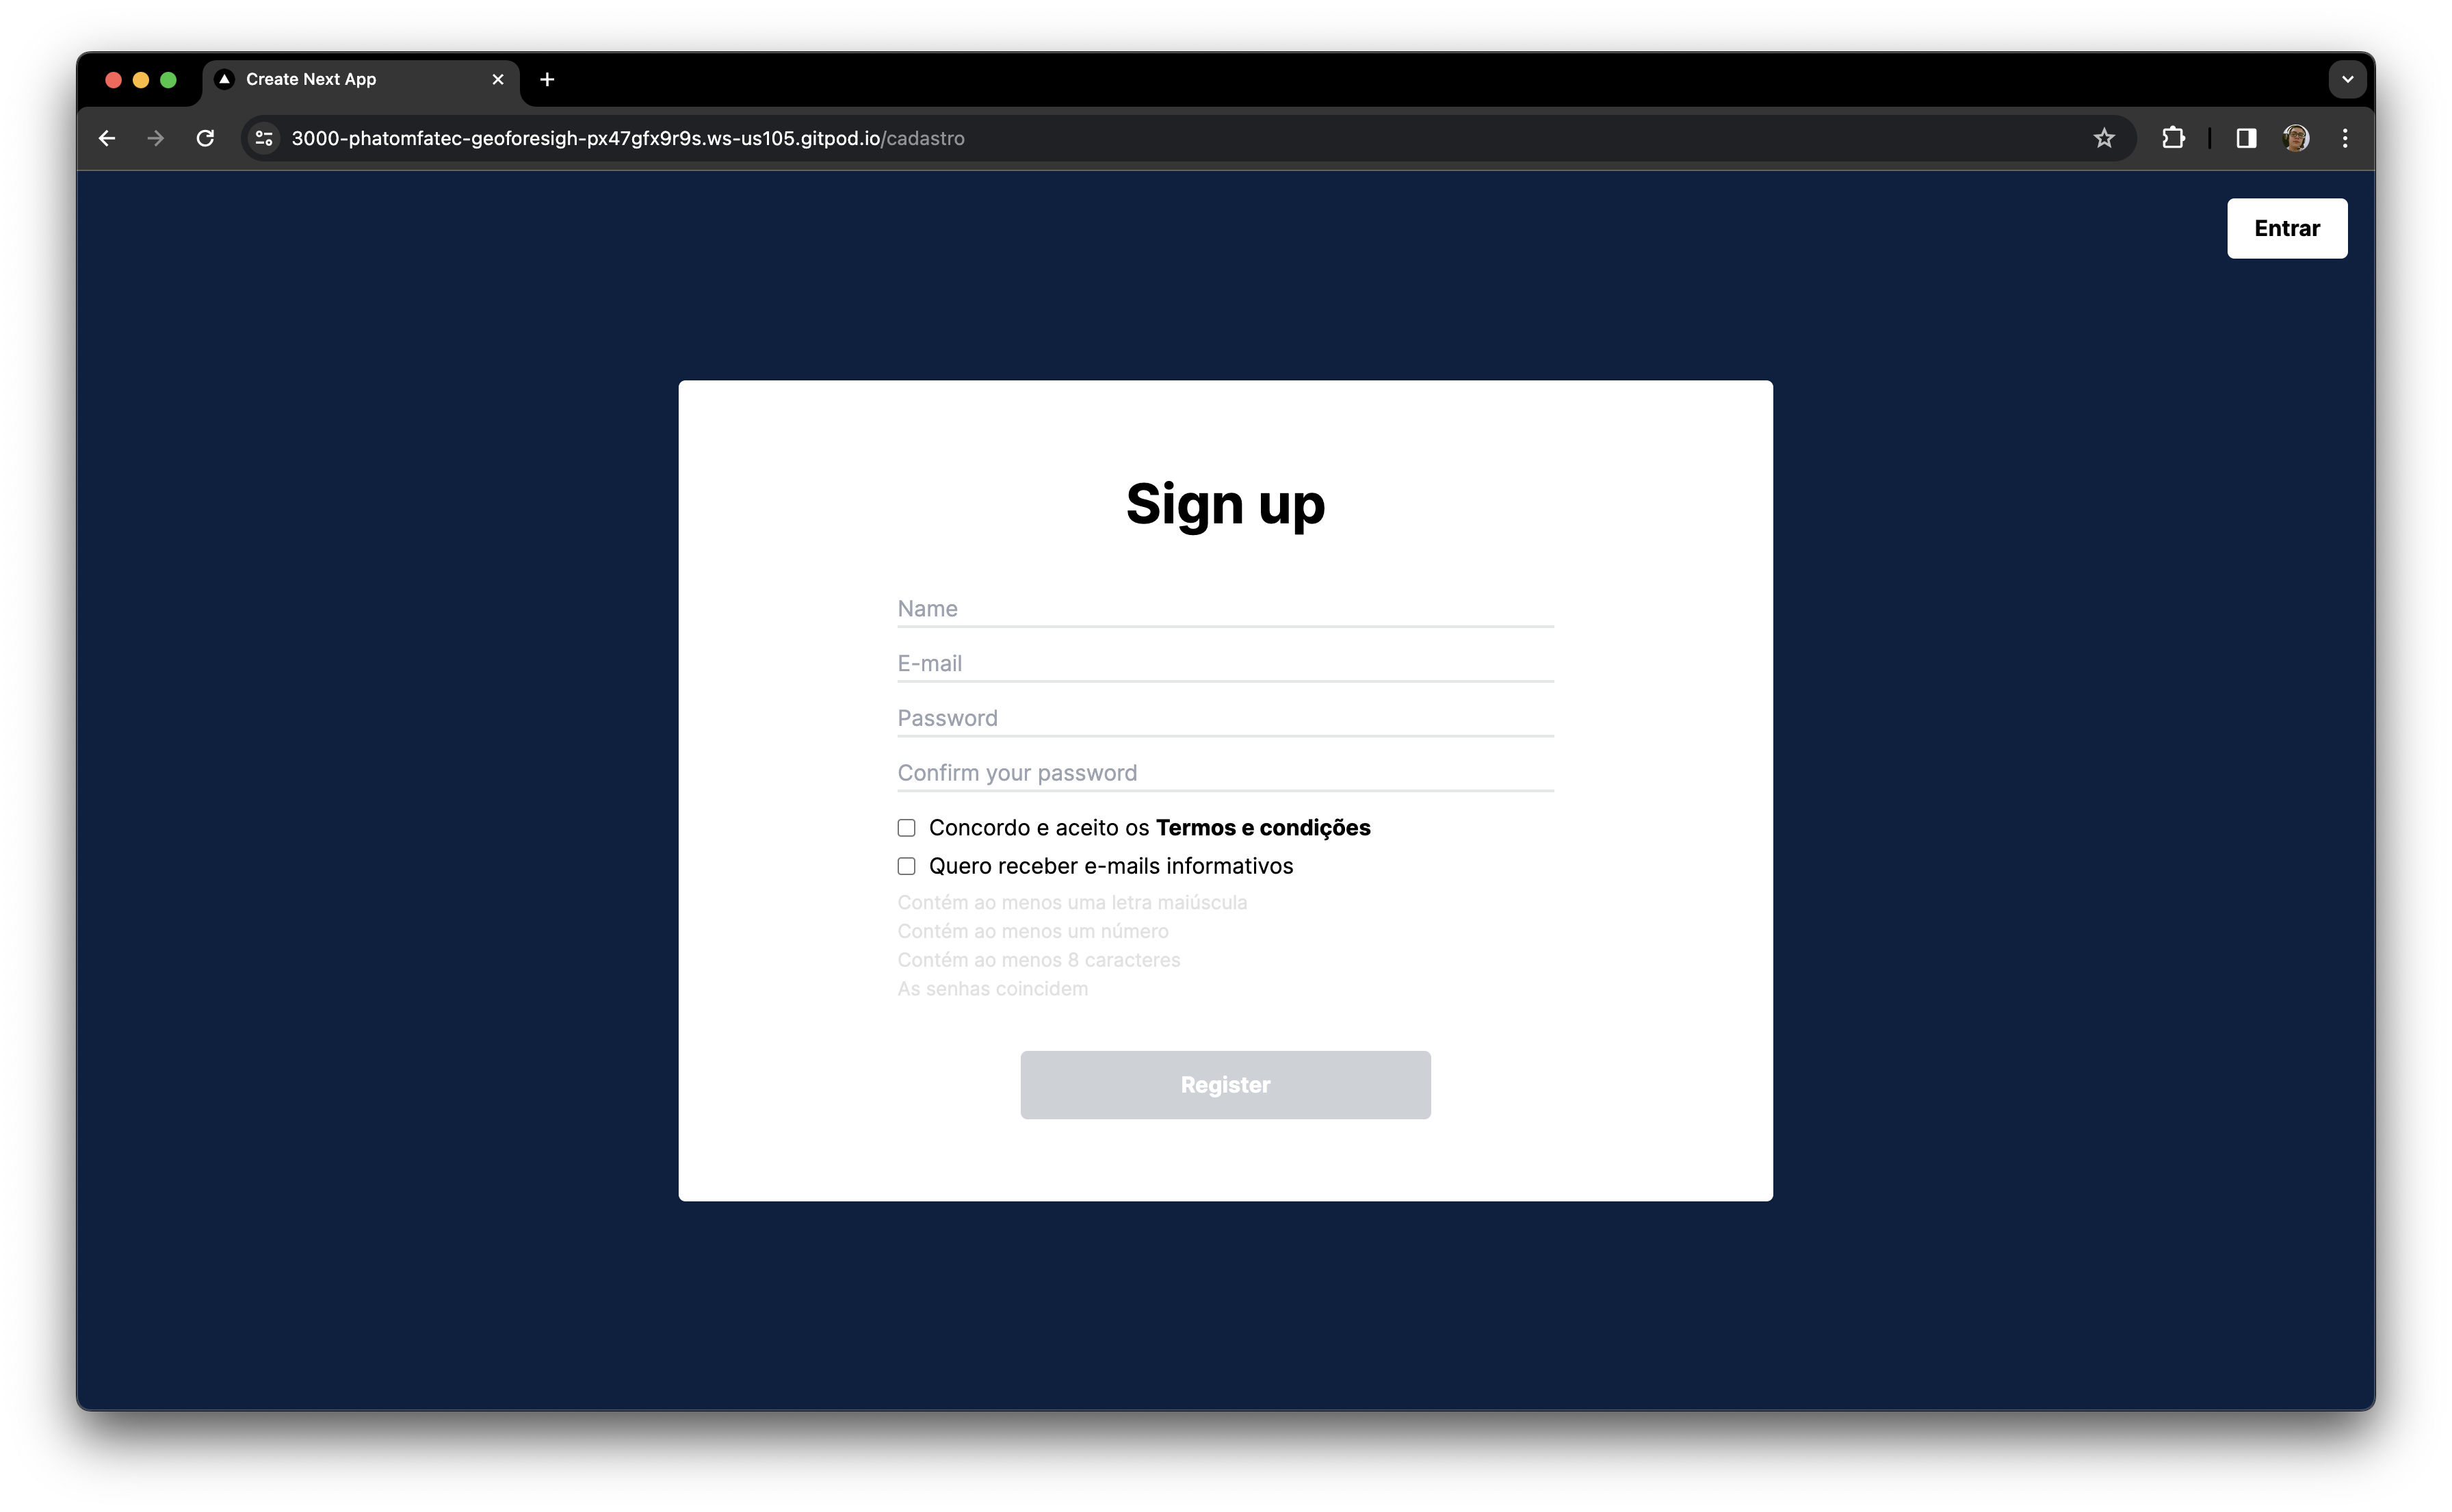 Create Next App
3000-phatomfatec-geoforesigh-px47gfx9r9s.ws-us105.gitpod.io/cadastro
Entrar
Sign up
Name
E-mail
Password
Confirm your password
Concordo e aceito os Termos e condições
Quero receber e-mails informativos
Contém ao menos uma letra maiúscula
Contém ao menos um número
Contém ao menos 8 caracteres
As senhas coincidem
Register